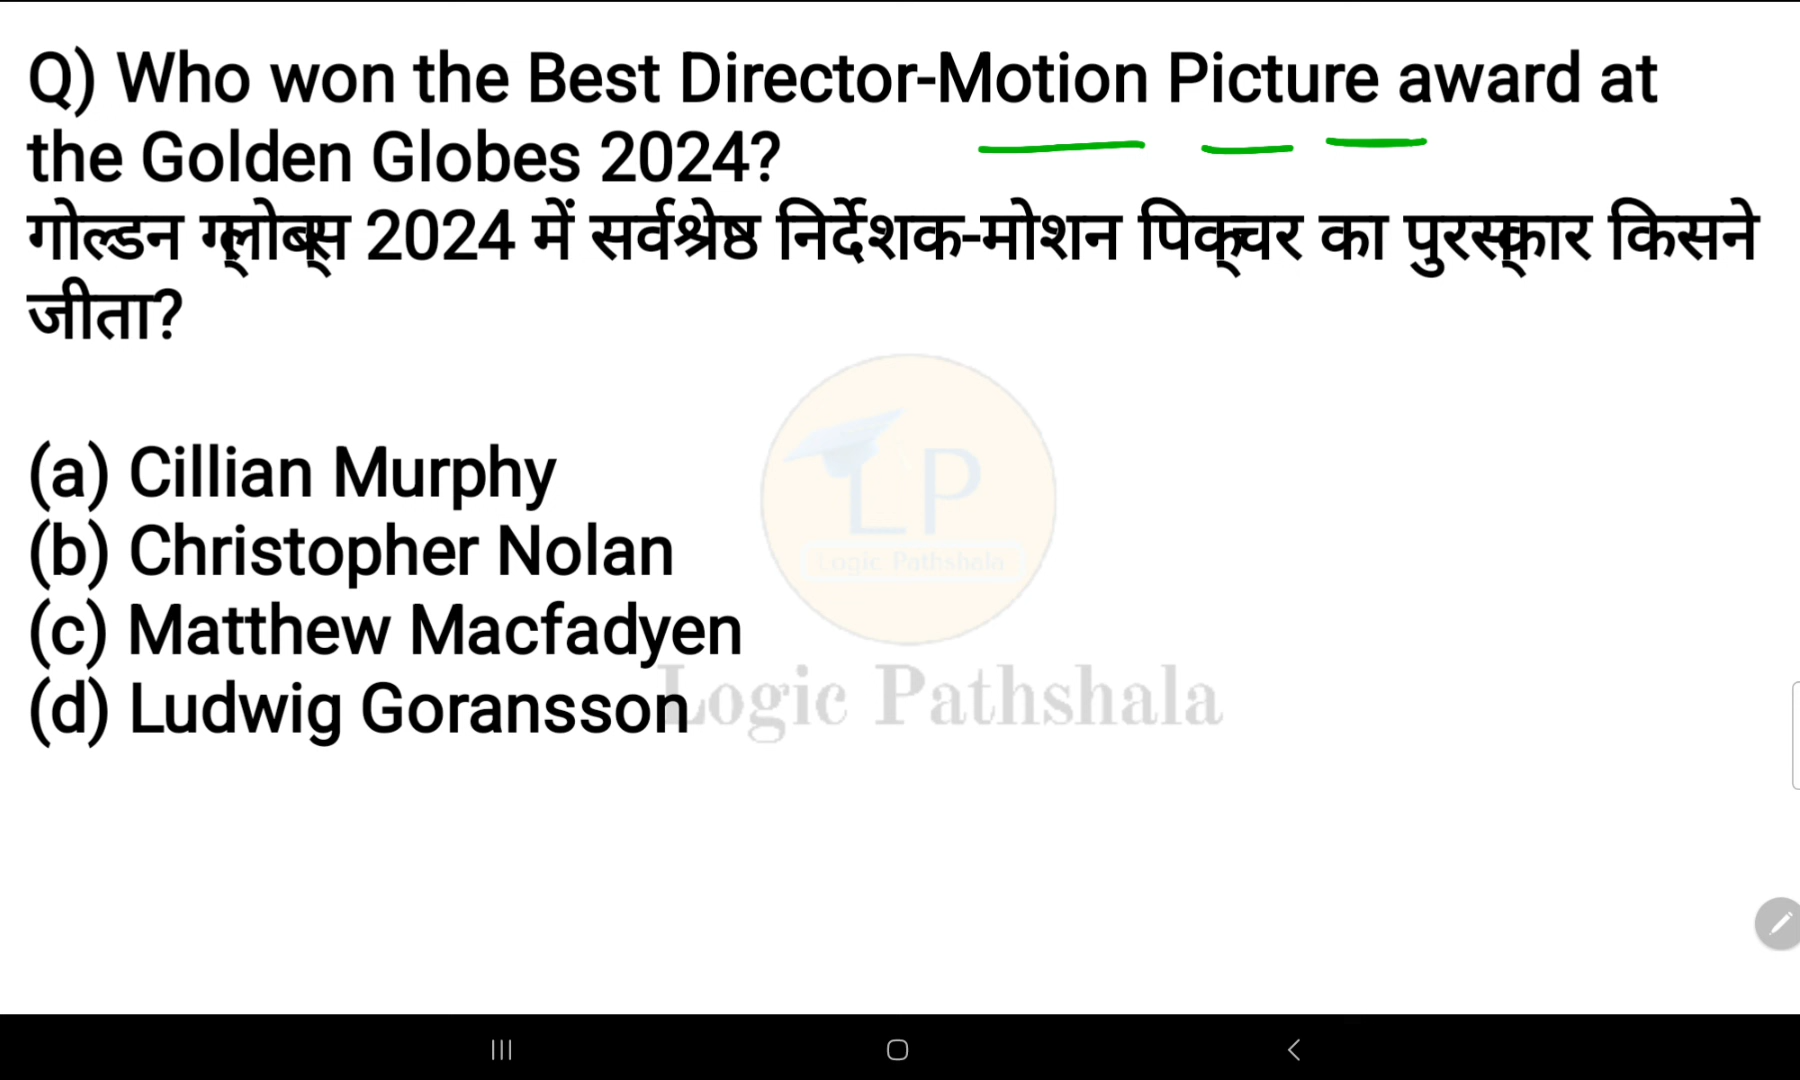 Q) Who won the Best Director-Motion Picture award at
the Golden Globes 2024?
गोल्डन ग्लोब्स 2024 में सर्वश्रेष्ठ निर्देशक-मोशन पिक्चर का पुरस्कार किसने
जीता?
(a) Cillian Murphy
(b) Christopher Nolan
(c) Matthew Macfadyen
(d) Ludwig Goransson
LP
Logic Pathshala
Logic Pathshala